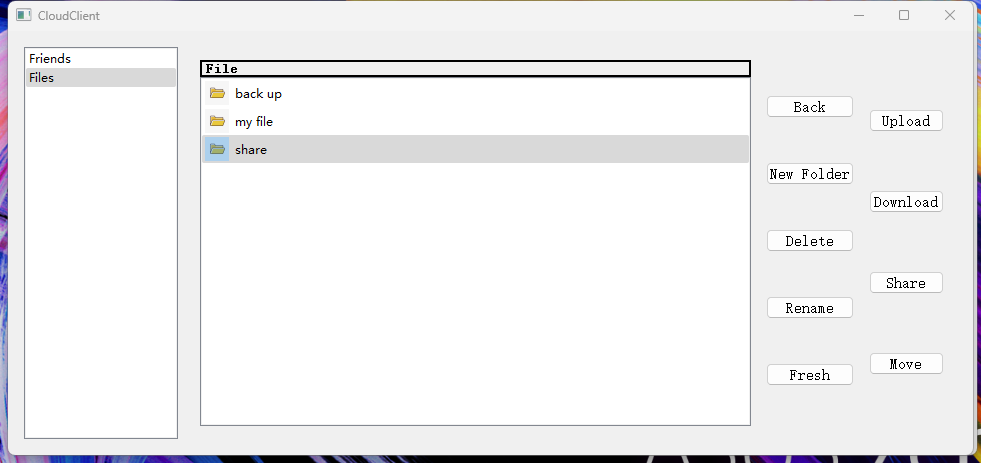 CloudClient
Friends
Files
File
back up
my file
share
Back
New Folder
Delete
Rename
Fresh
Upload
Download
Share
Move